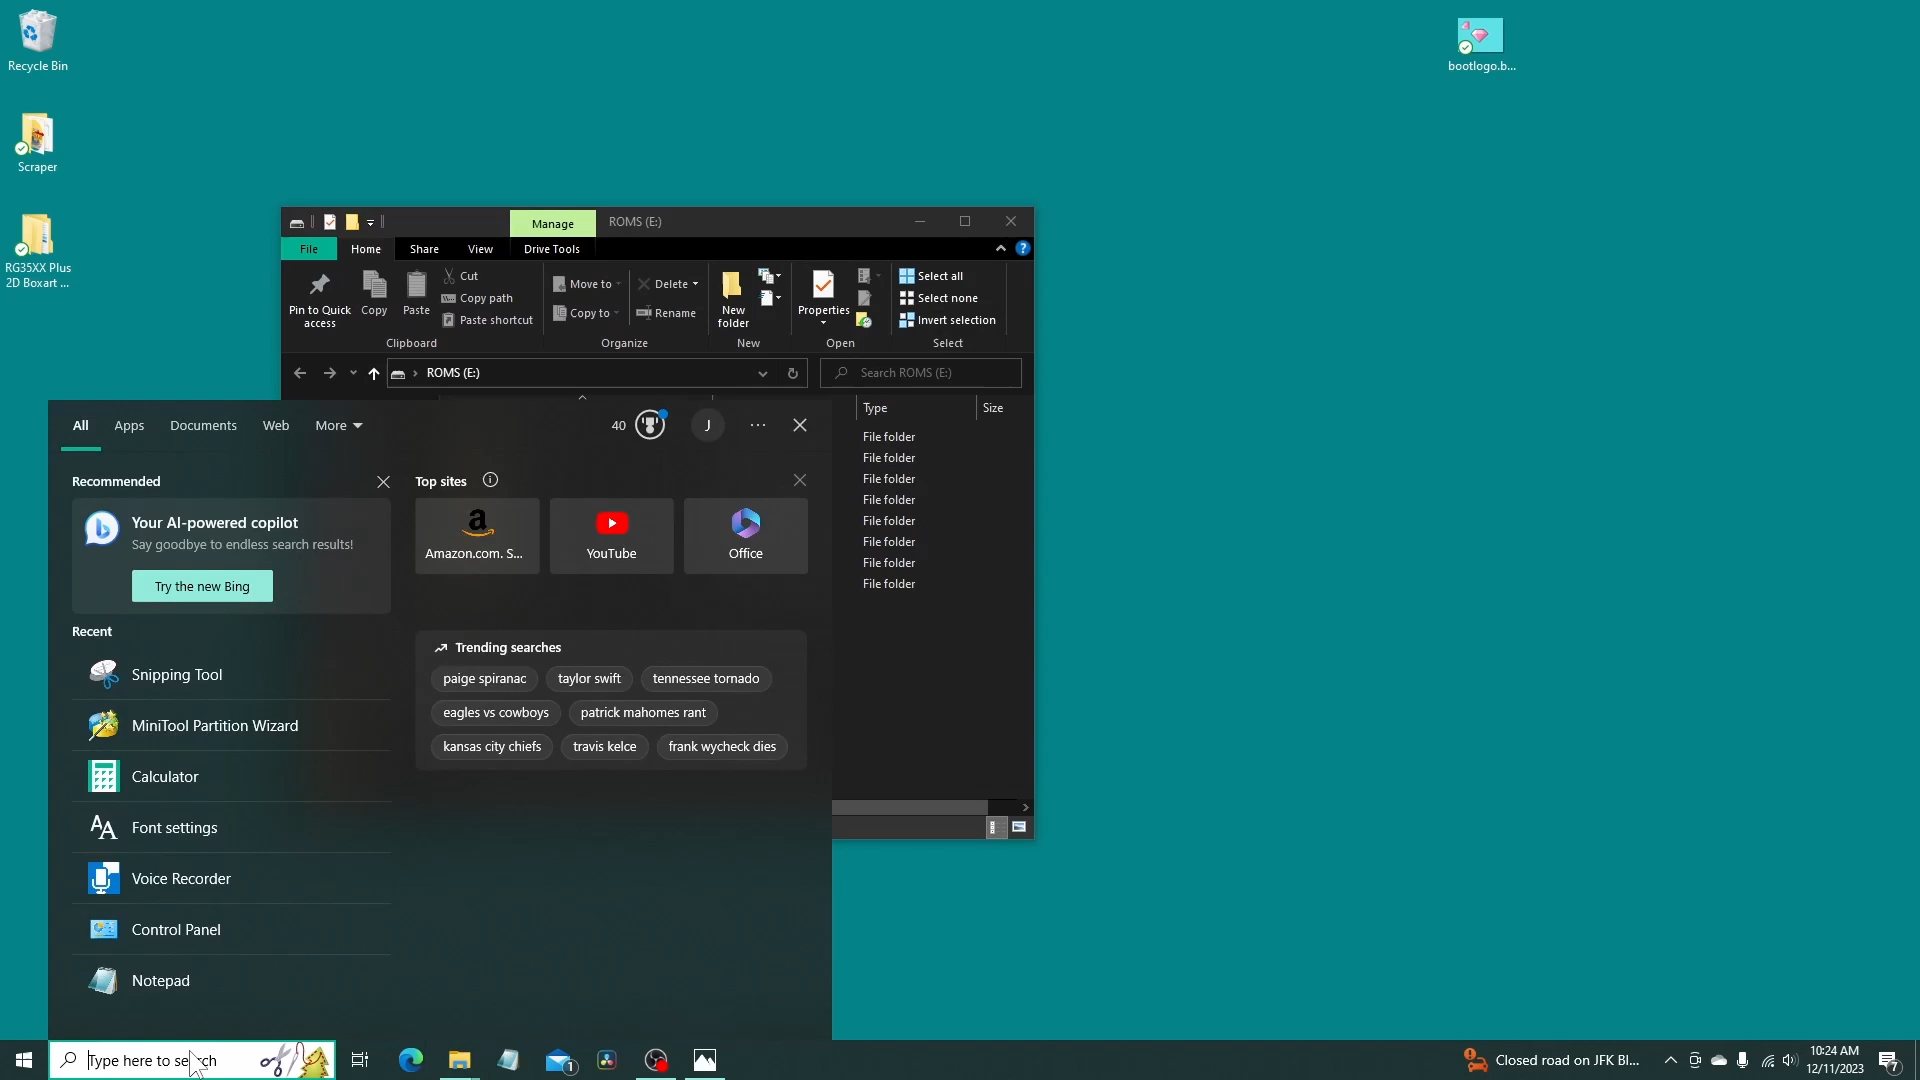 Recycle Bin
Scraper
RG35XX Plus
2D Boxart ...
bootlogo.b...
Manage
ROMS (E:)
File
Home
Share
View
Drive Tools
Pin to Quick
access
Copy
Paste
Cut
Copy path
Paste shortcut
Clipboard
Move to
Copy to
Delete
Rename
Organize
New
folder
New
Properties
Open
Select all
Select none
Invert selection
Select
ROMS (E:)
Search ROMS (E:)
Type
Size
File folder
File folder
File folder
File folder
File folder
File folder
File folder
File folder
All
Apps
Documents
Web
More
40
J
Recommended
Your AI-powered copilot
Say goodbye to endless search results!
Try the new Bing
Recent
Snipping Tool
MiniTool Partition Wizard
Calculator
Font settings
Voice Recorder
Control Panel
Notepad
Top sites
Amazon.com. S...
YouTube
Office
Trending searches
paige spiranac
taylor swift
tennessee tornado
eagles vs cowboys
patrick mahomes rant
kansas city chiefs
travis kelce
frank wycheck dies
Type here to search
1
Closed road on JFK Bl...
10:24 AM
12/11/2023
7